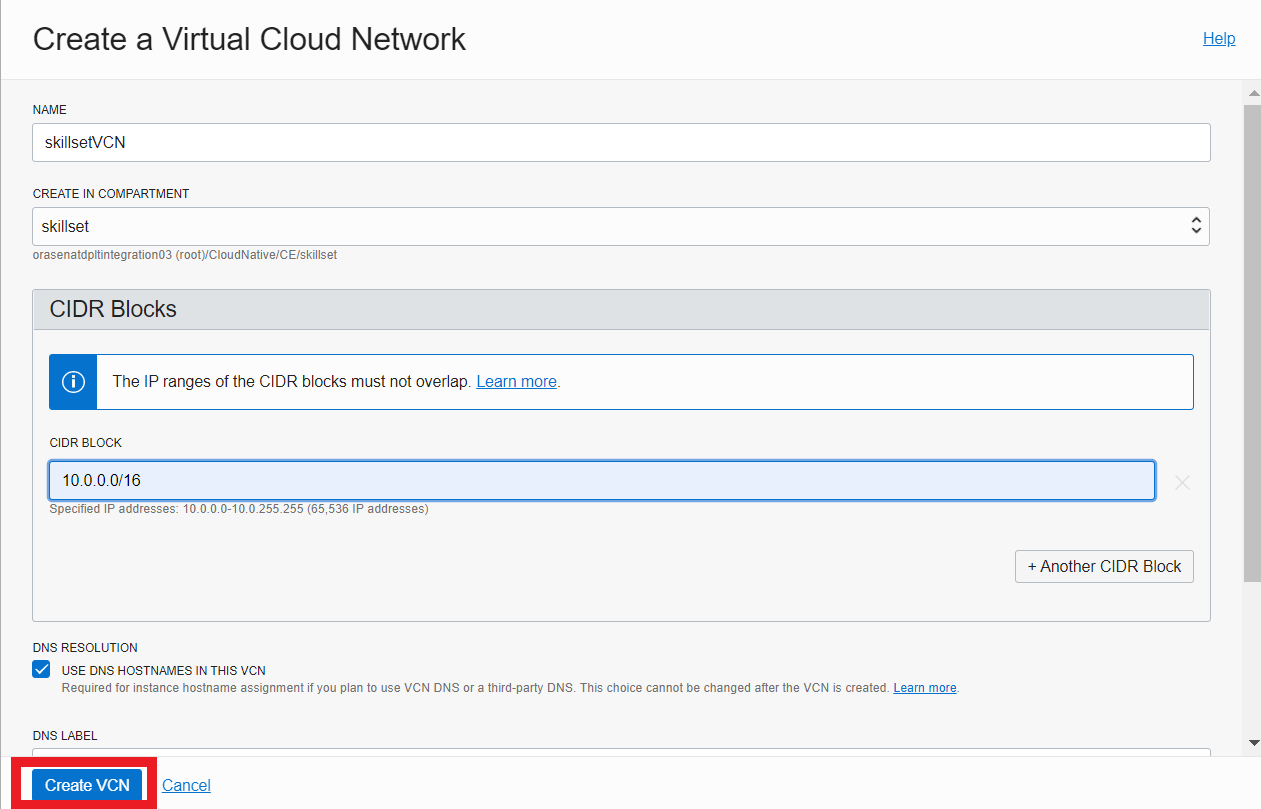 Create a Virtual Cloud Network
Help
NAME
skillsetVCN
CREATE IN COMPARTMENT
skillset
orasenatdpltintegration03 (root)/CloudNative/CE/skillset
CIDR Blocks
The IP ranges of the CIDR blocks must not overlap. Learn more.
CIDR BLOCK
10.0.0.0/16
Specified IP addresses: 10.0.0.0-10.0.255.255 (65,536 IP addresses)
+ Another CIDR Block
DNS RESOLUTION
USE DNS HOSTNAMES IN THIS VCN
Required for instance hostname assignment if you plan to use VCN DNS or a third-party DNS. This choice cannot be changed after the VCN is created. Learn more.
DNS LABEL
Create VCN
Cancel